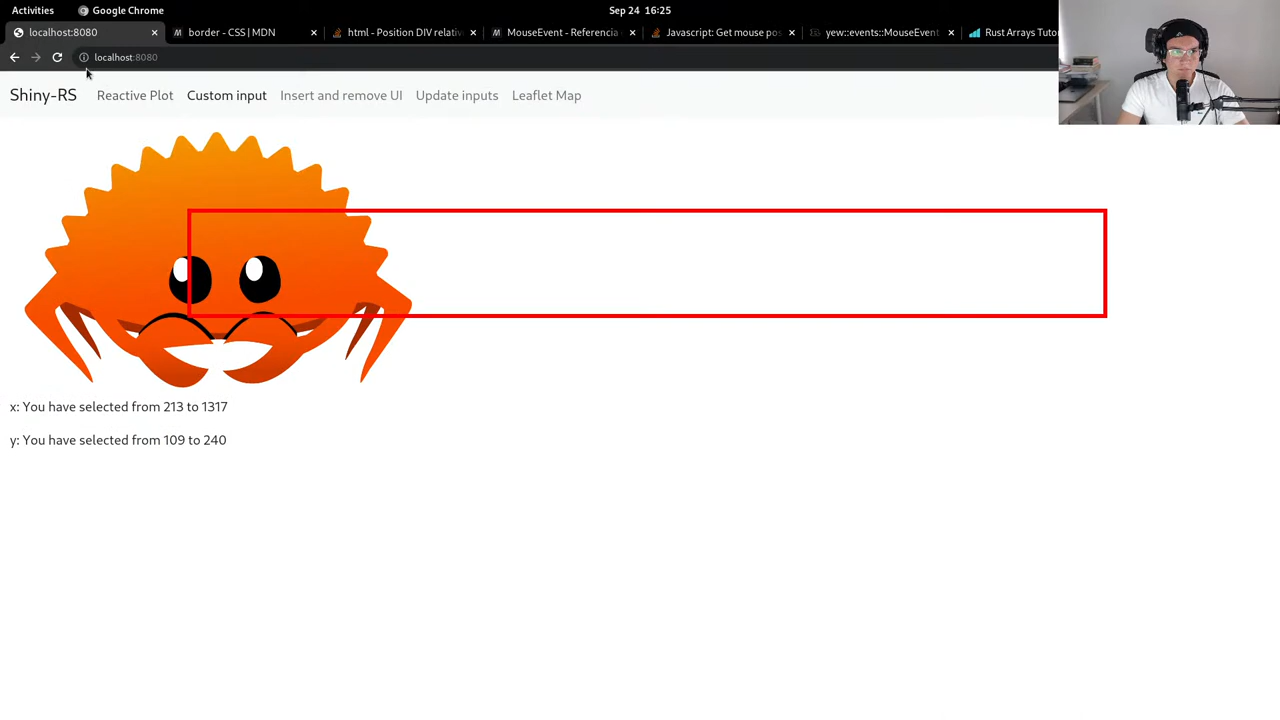 Activities Google Chrome Sep 24 16:25
localhost:8080 border - CSS | MDN html - Position DIV relativ MouseEvent - Referencia Javascript: Get mouse pos yew::events::MouseEvent Rust Arrays Tuto
localhost:8080
Shiny-RS Reactive Plot Custom input Insert and remove UI Update inputs Leaflet Map
x: You have selected from 213 to 1317
y: You have selected from 109 to 240